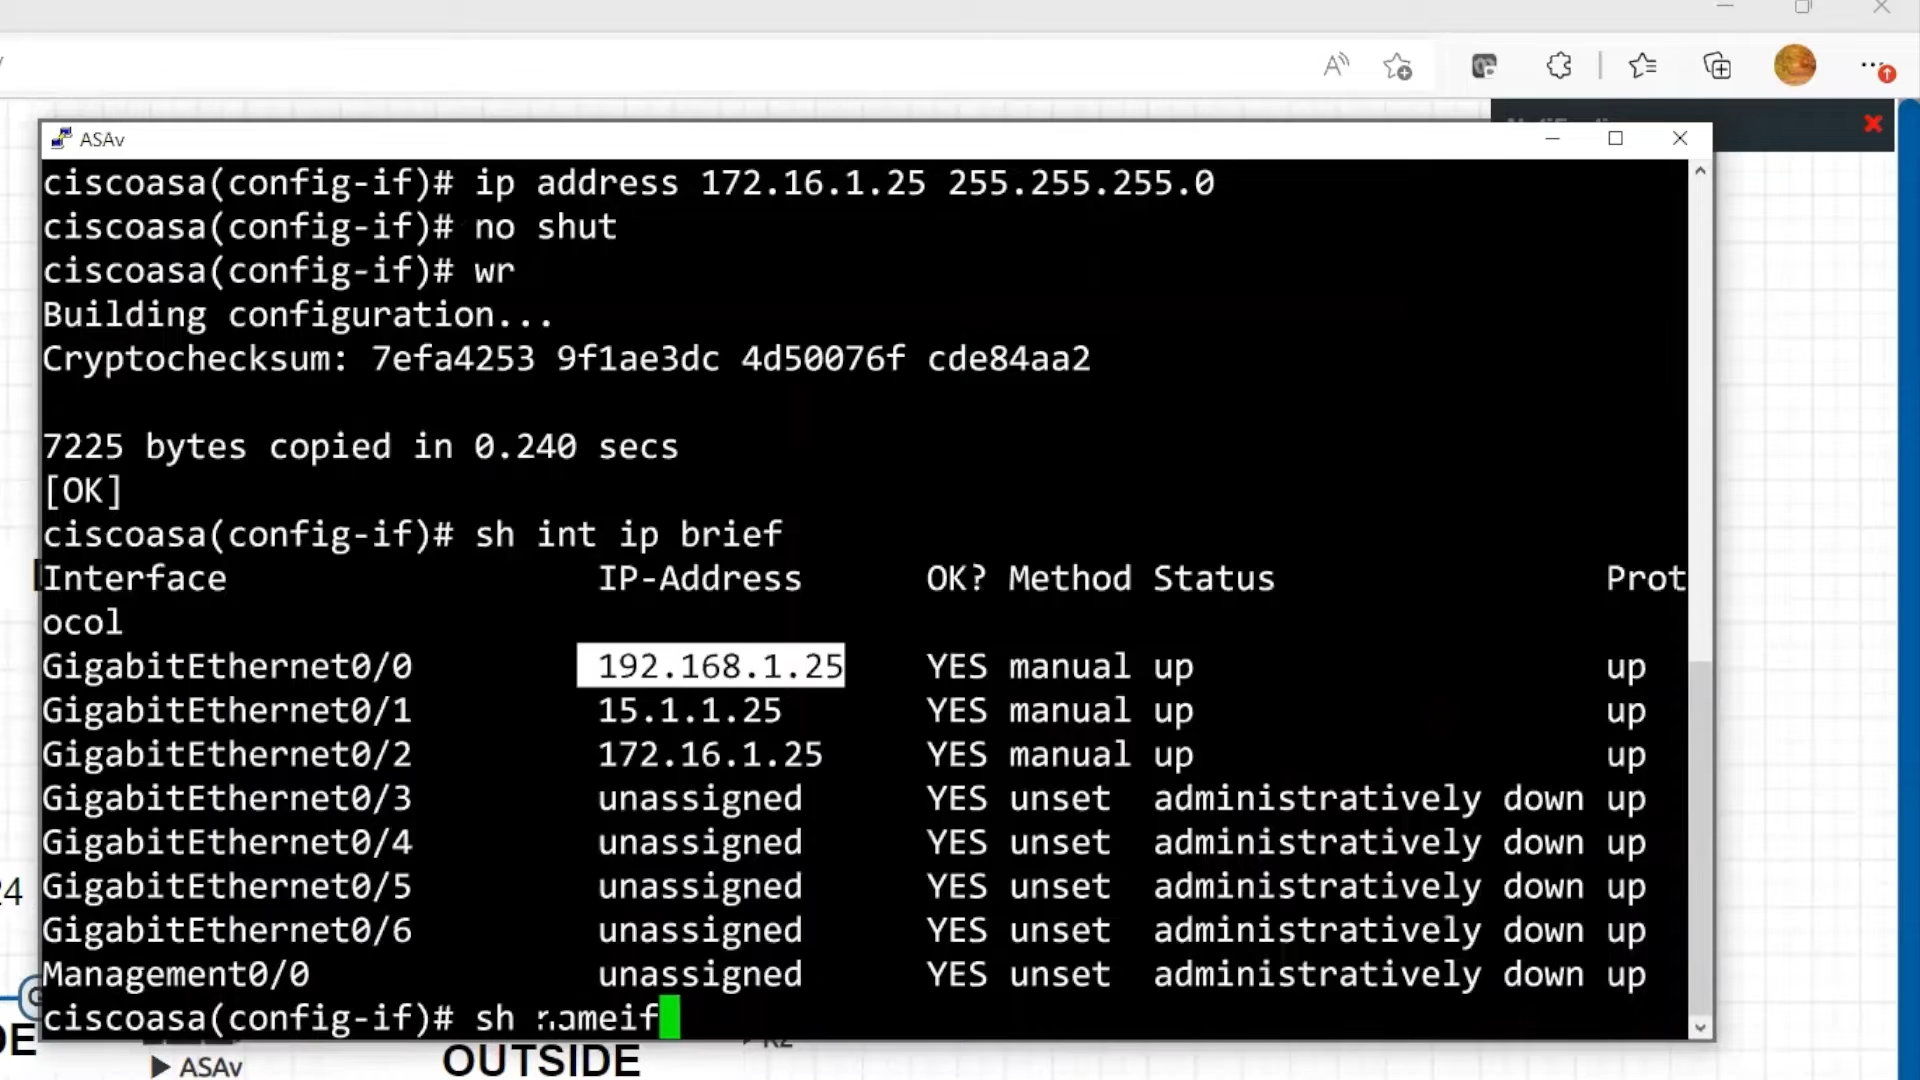 ASAv
ciscoasa(config-if)# ip address 172.16.1.25 255.255.255.0
ciscoasa(config-if)# no shut
ciscoasa(config-if)# wr
Building configuration...
Cryptochecksum: 7efa4253 9f1ae3dc 4d50076f cde84aa2
7225 bytes copied in 0.240 secs
[OK]
ciscoasa(config-if)# sh int ip brief
Interface IP-Address OK? Method Status Prot
ocol
GigabitEthernet0/0 192.168.1.25 YES manual up up
GigabitEthernet0/1 15.1.1.25 YES manual up up
GigabitEthernet0/2 172.16.1.25 YES manual up up
GigabitEthernet0/3 unassigned YES unset administratively down up
GigabitEthernet0/4 unassigned YES unset administratively down up
GigabitEthernet0/5 unassigned YES unset administratively down up
GigabitEthernet0/6 unassigned YES unset administratively down up
Management0/0 unassigned YES unset administratively down up
ciscoasa(config-if)# sh nameif
24
DE
ASAv
OUTSIDE